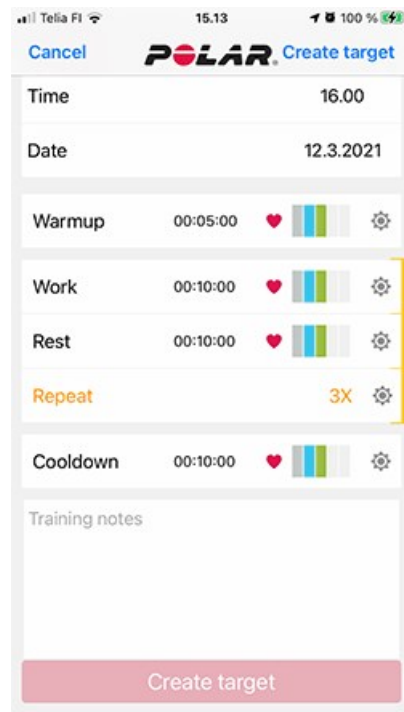 Telia FI 15.13 100 %
Cancel POLAR. Create target
Time 16.00
Date 12.3.2021
Warmup 00:05:00
Work 00:10:00
Rest 00:10:00
Repeat 3X
Cooldown 00:10:00
Training notes
Create target